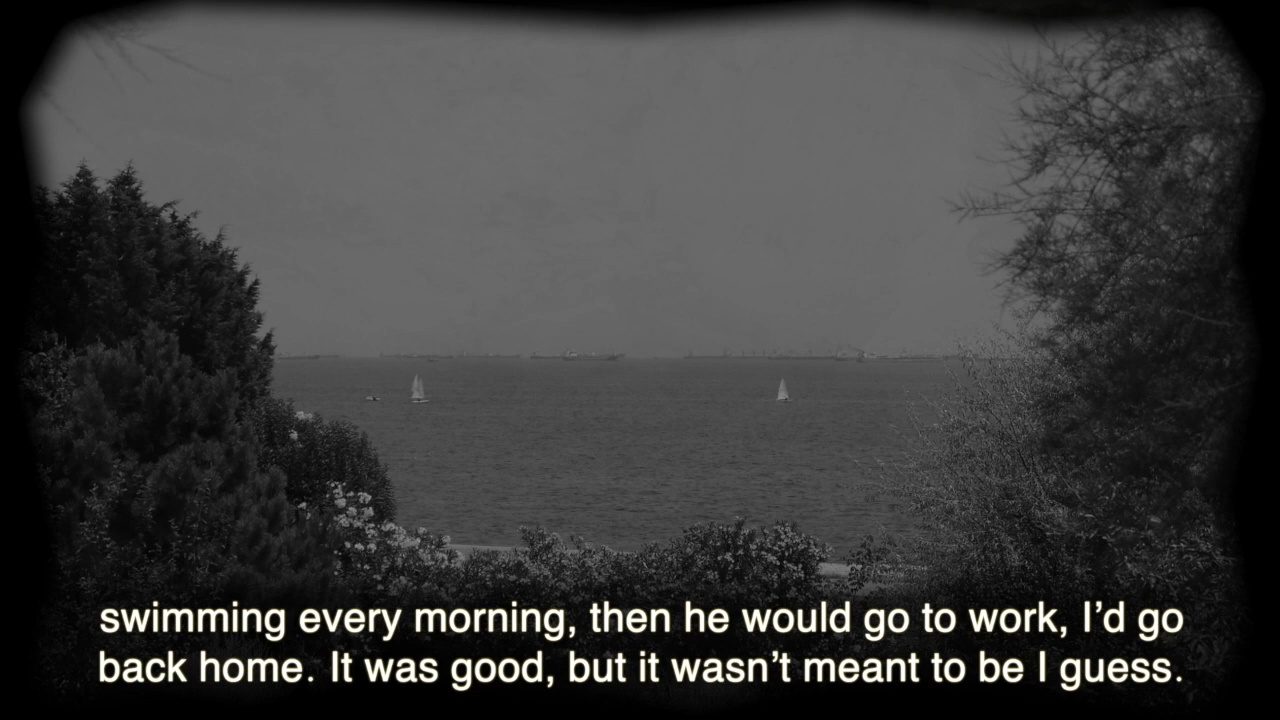 swimming every morning, then he would go to work, I’d go
back home. It was good, but it wasn’t meant to be I guess.